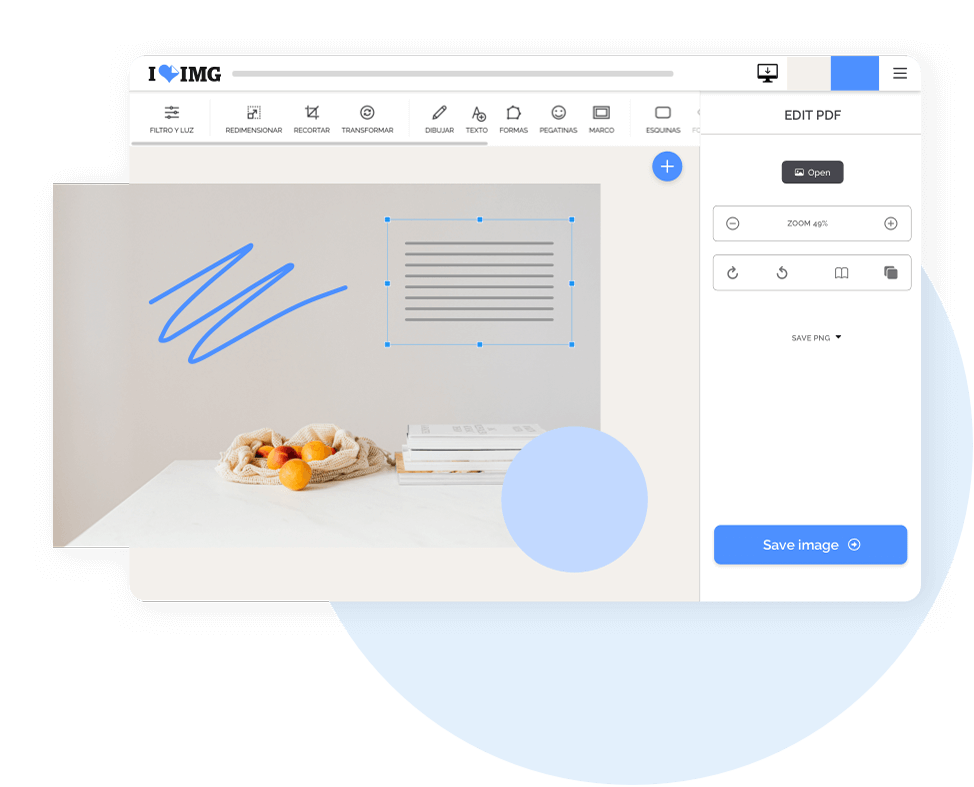 I IMG
FILTRO Y LUZ REDIMENSIONAR RECORTAR TRANSFORMAR DIBUJAR TEXTO FORMAS PEGATINAS MARCO ESQUINAS
EDIT PDF
Open
ZOOM 49%
SAVE PNG
Save image